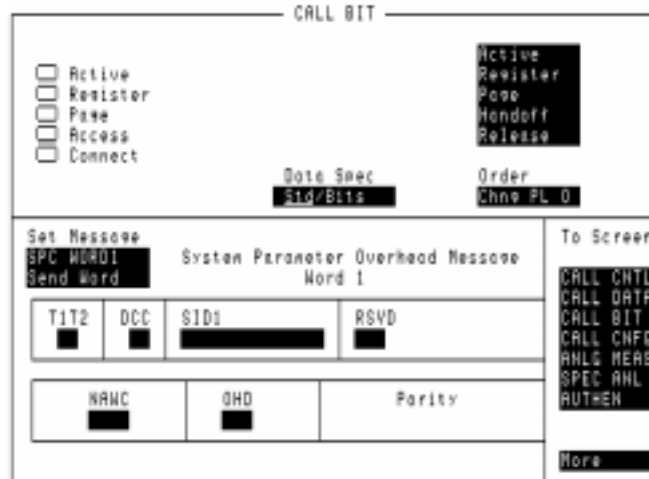 CALL BIT
Active
Register
Page
Access
Connect
Active
Register
Page
Handoff
Release
Data Spec
Std/Bits
Order
Chng PL 0
Set Message
SPC WORD1
Send Word
System Parameter Overhead Message
Word 1
T1T2
DCC
SID1
RSVD
NAWC
OHD
Parity
To Screen
CALL CNTL
CALL DATA
CALL BIT
CALL CNFG
ANLG MEAS
SPEC ANL
AUTHEN
More